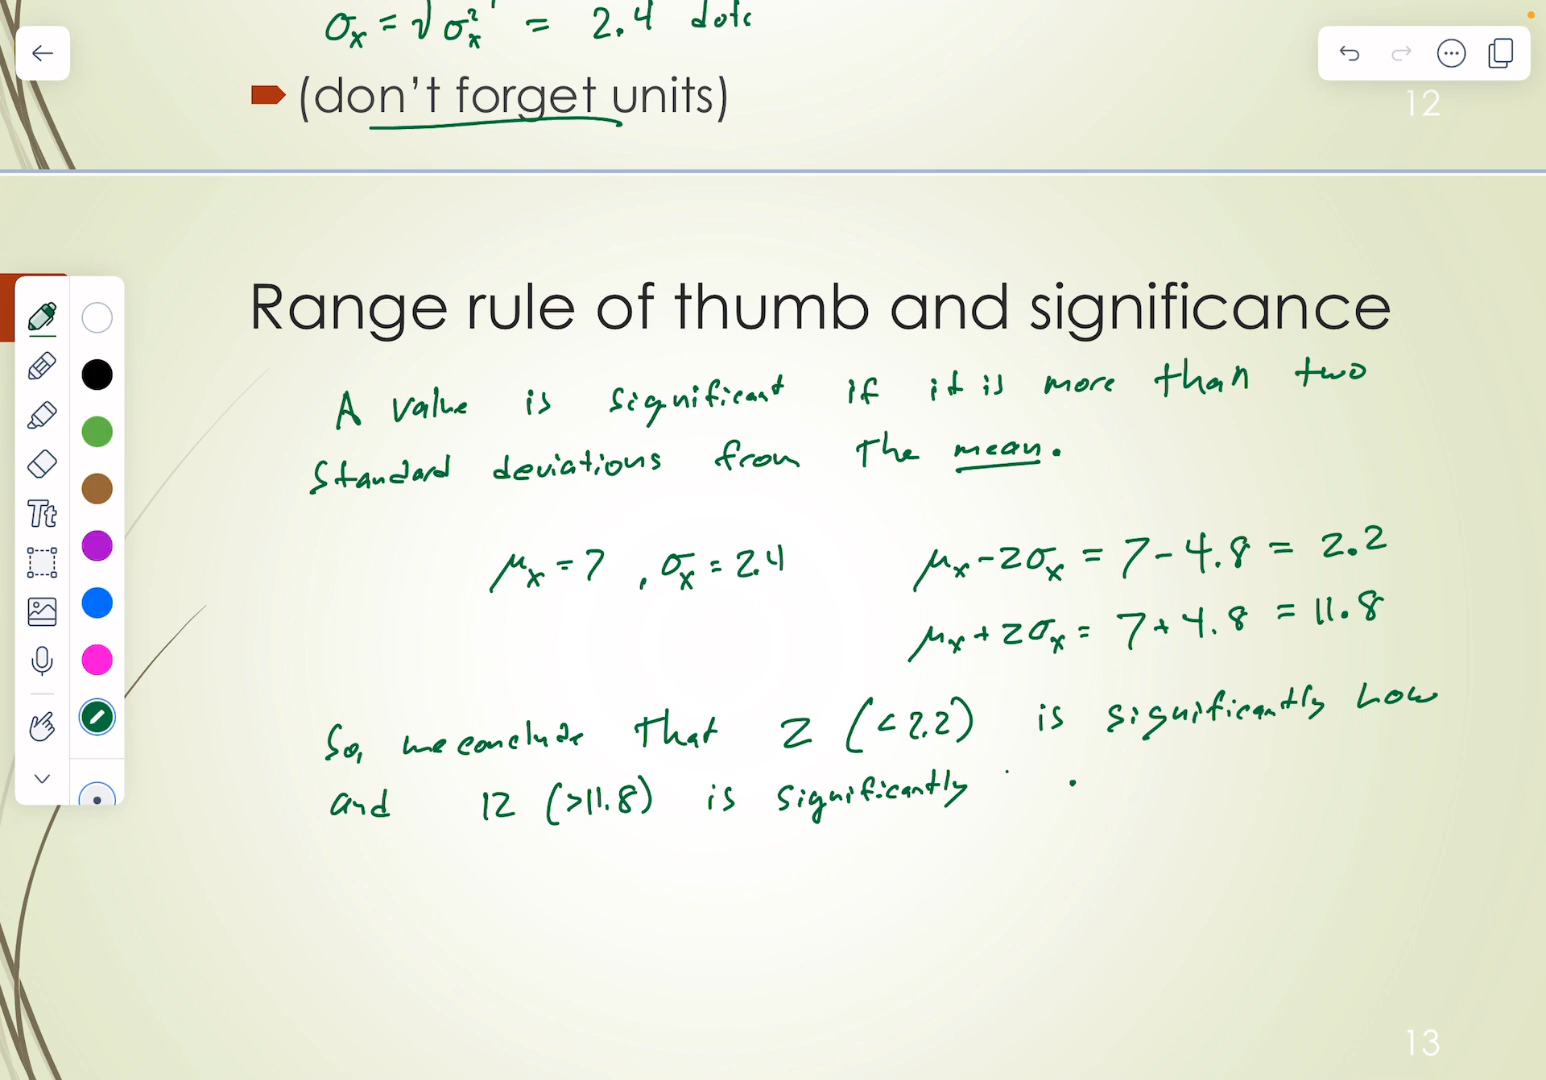 σx = √σx² = 2.4 dots
(don't forget units)
12
Range rule of thumb and significance
A value is significant if it is more than two
standard deviations from the mean.
μx = 7 , σx = 2.4
μx - 2σx = 7 - 4.8 = 2.2
μx + 2σx = 7 + 4.8 = 11.8
So, we conclude that 2 (<2.2) is significantly low
and 12 (>11.8) is significantly .
Tt
13